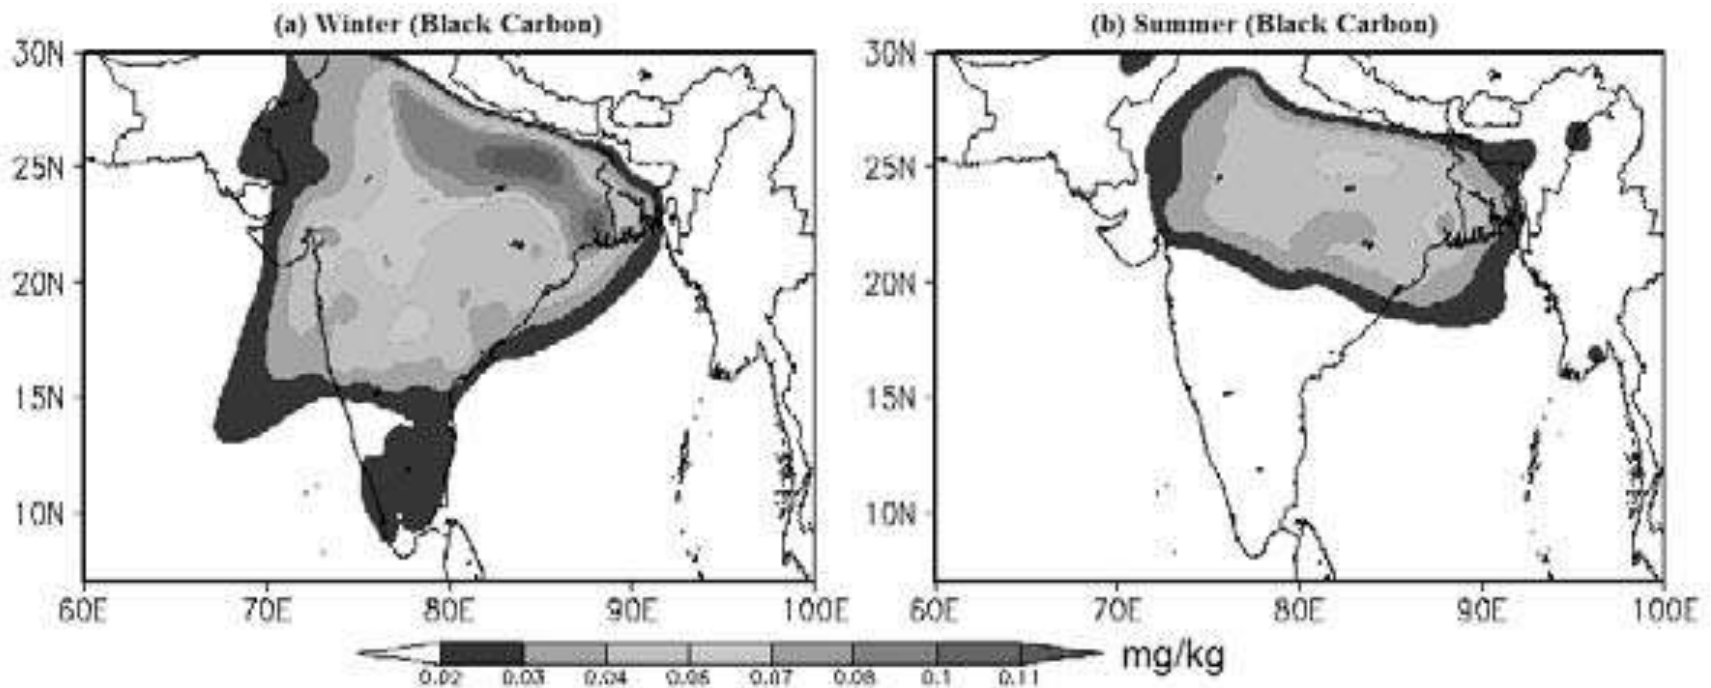 (a) Winter (Black Carbon)
(b) Summer (Black Carbon)
30N
25N
20N
15N
10N
60E 70E 80E 90E 100E
30N
25N
20N
15N
10N
60E 70E 80E 90E 100E
0.02 0.03 0.04 0.07 0.08 0.1 0.11
mg/kg